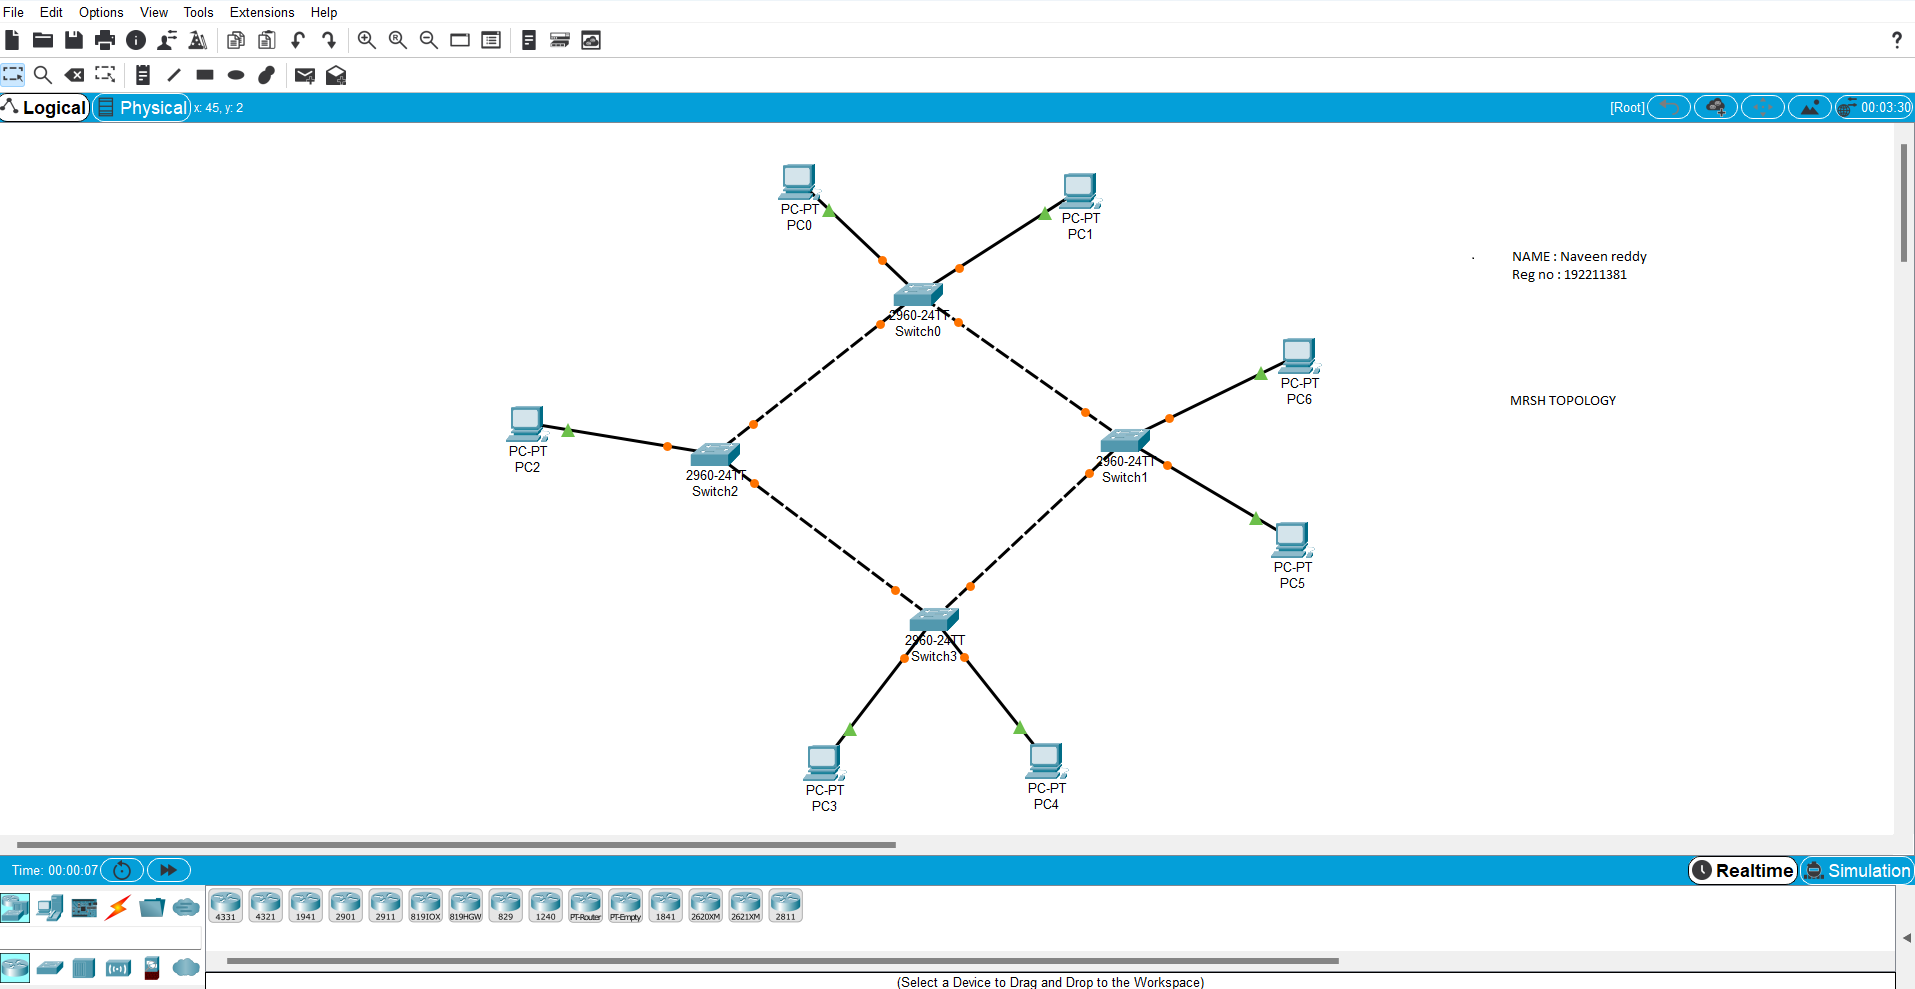 File Edit Options View Tools Extensions Help
?
Logical Physical x: 45, y: 2 [Root] 00:03:30
PC-PT
PC0
PC-PT
PC1
NAME : Naveen reddy
Reg no : 192211381
2960-24TT
Switch0
PC-PT
PC6
MRSH TOPOLOGY
PC-PT
PC2
2960-24TT
Switch2
2960-24TT
Switch1
PC-PT
PC5
2960-24TT
Switch3
PC-PT
PC3
PC-PT
PC4
Time: 00:00:07 Realtime Simulation
4331 4321 1941 2901 2911 819IOX 819HGW 829 1240 PT-Router PT-Empty 1841 2620XM 2621XM 2811
(Select a Device to Drag and Drop to the Workspace)